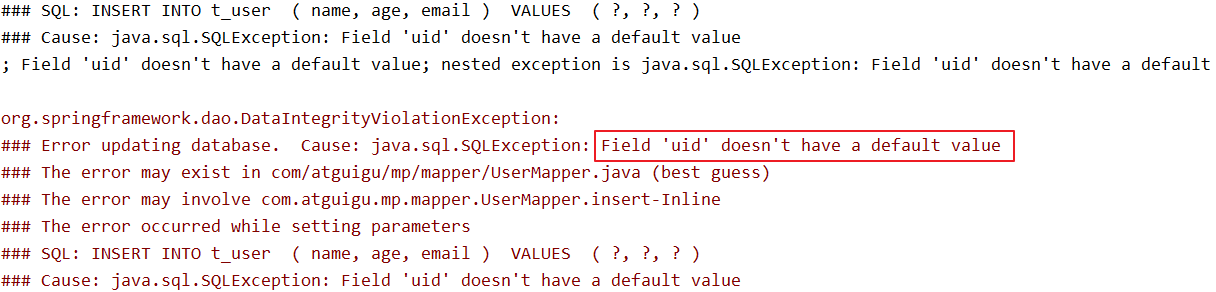 ### SQL: INSERT INTO t_user  ( name, age, email )  VALUES  ( ?, ?, ? )
### Cause: java.sql.SQLException: Field 'uid' doesn't have a default value
; Field 'uid' doesn't have a default value; nested exception is java.sql.SQLException: Field 'uid' doesn't have a default
org.springframework.dao.DataIntegrityViolationException:
### Error updating database.  Cause: java.sql.SQLException: Field 'uid' doesn't have a default value
### The error may exist in com/atguigu/mp/mapper/UserMapper.java (best guess)
### The error may involve com.atguigu.mp.mapper.UserMapper.insert-Inline
### The error occurred while setting parameters
### SQL: INSERT INTO t_user  ( name, age, email )  VALUES  ( ?, ?, ? )
### Cause: java.sql.SQLException: Field 'uid' doesn't have a default value